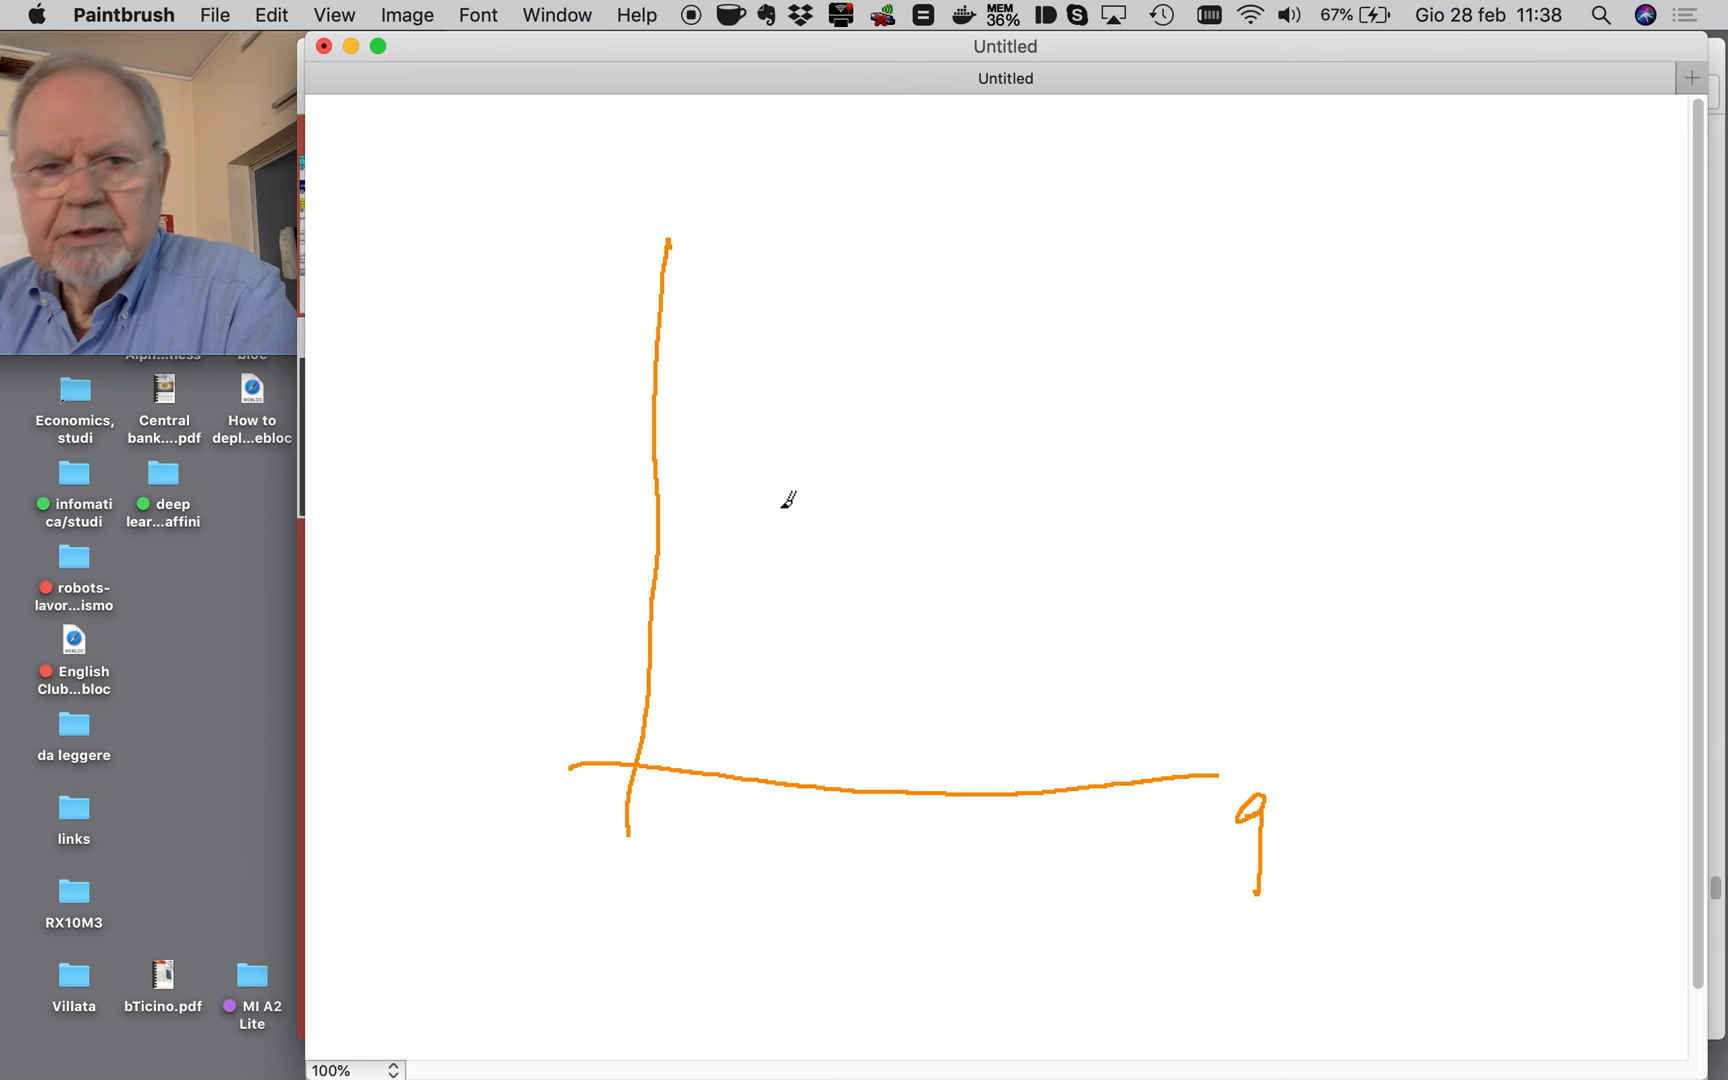 Paintbrush File Edit View Image Font Window Help MEM 36% 67% Gio 28 feb 11:38
Untitled
Untitled
Economics, studi
Central bank....pdf
How to depl...ebloc
infomati ca/studi
deep lear...affini
robots- lavor...ismo
English Club...bloc
da leggere
links
RX10M3
Villata
bTicino.pdf
MI A2 Lite
q
100%